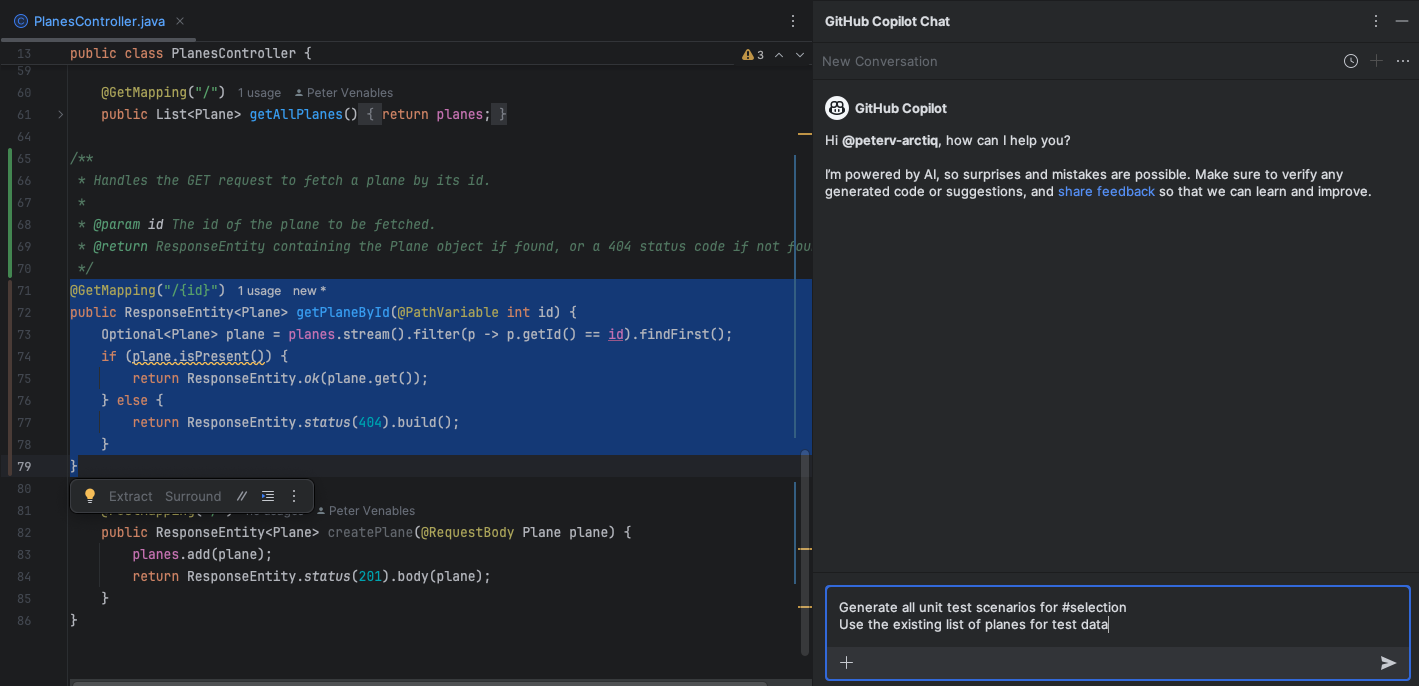 PlanesController.java
13 public class PlanesController {
3
59
60 @GetMapping("/") 1 usage Peter Venables
61 public List<Plane> getAllPlanes() { return planes; }
64
65 /**
66 * Handles the GET request to fetch a plane by its id.
67 *
68 * @param id The id of the plane to be fetched.
69 * @return ResponseEntity containing the Plane object if found, or a 404 status code if not fou
70 */
71 @GetMapping("/{id}") 1 usage new *
72 public ResponseEntity<Plane> getPlaneById(@PathVariable int id) {
73 Optional<Plane> plane = planes.stream().filter(p -> p.getId() == id).findFirst();
74 if (plane.isPresent()) {
75 return ResponseEntity.ok(plane.get());
76 } else {
77 return ResponseEntity.status(404).build();
78 }
79 }
80
Extract Surround //
81 Peter Venables
82 public ResponseEntity<Plane> createPlane(@RequestBody Plane plane) {
83 planes.add(plane);
84 return ResponseEntity.status(201).body(plane);
85 }
86 }
GitHub Copilot Chat
New Conversation
GitHub Copilot
Hi @peterv-arctiq, how can I help you?
I'm powered by AI, so surprises and mistakes are possible. Make sure to verify any
generated code or suggestions, and share feedback so that we can learn and improve.
Generate all unit test scenarios for #selection
Use the existing list of planes for test data